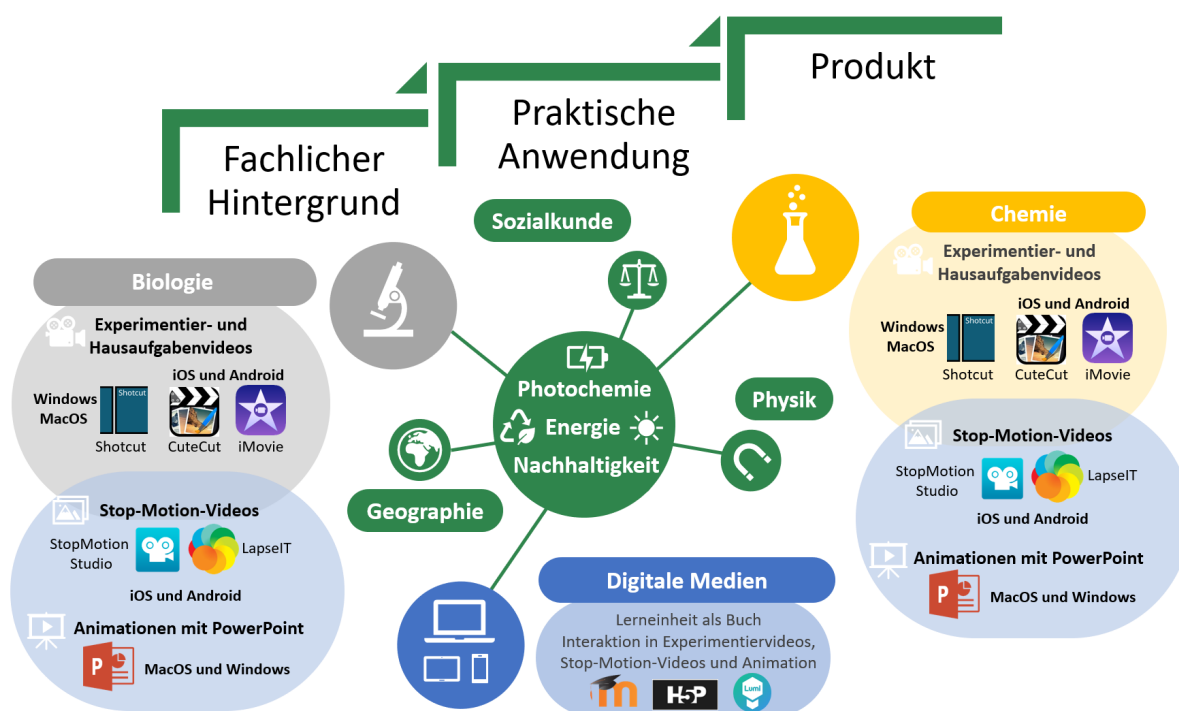 Produkt
Praktische
Anwendung
Fachlicher
Hintergrund
Sozialkunde
Chemie
Experimentier- und
Hausaufgabenvideos
iOS und Android
Windows
MacOS
Shotcut
Shotcut
CuteCut
iMovie
Stop-Motion-Videos
StopMotion
Studio
LapseIT
iOS und Android
Animationen mit PowerPoint
P
MacOS und Windows
Biologie
Experimentier- und
Hausaufgabenvideos
iOS und Android
Windows
MacOS
Shotcut
Shotcut
CuteCut
iMovie
Stop-Motion-Videos
StopMotion
Studio
LapseIT
iOS und Android
Animationen mit PowerPoint
P
MacOS und Windows
Photochemie
Energie
Nachhaltigkeit
Physik
Geographie
Digitale Medien
Lerneinheit als Buch
Interaktion in Experimentiervideos,
Stop-Motion-Videos und Animation
m
H5P
Lumi